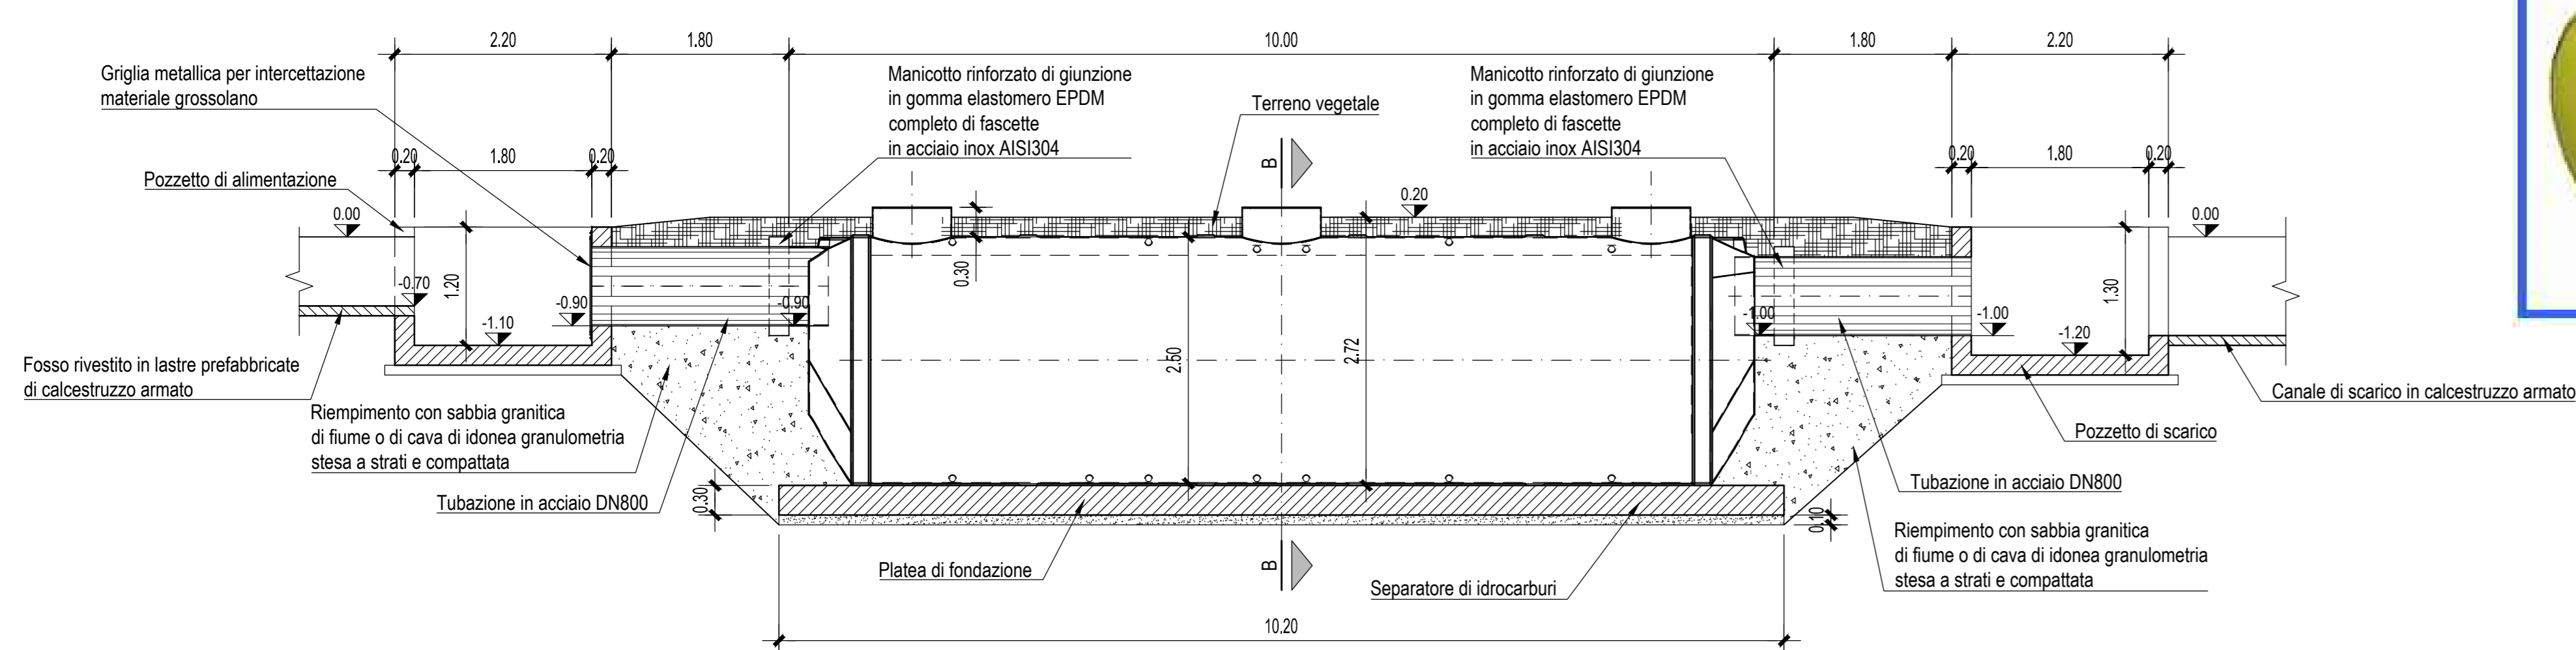 2.20
1.80
10.00
1.80
2.20
Griglia metallica per intercettazione
materiale grossolano
Manicotto rinforzato di giunzione
in gomma elastomero EPDM
completo di fascette
in acciaio inox AISI304
Terreno vegetale
Manicotto rinforzato di giunzione
in gomma elastomero EPDM
completo di fascette
in acciaio inox AISI304
0.20
1.80
0.20
B
0.20
1.80
0.20
Pozzetto di alimentazione
0.00
0.20
0.00
-0.70
1.20
-0.90
-1.10
-0.90
0.30
2.50
2.72
-1.00
-1.00
-1.20
1.30
Fosso rivestito in lastre prefabbricate
di calcestruzzo armato
Riempimento con sabbia granitica
di fiume o di cava di idonea granulometria
stesa a strati e compattata
Tubazione in acciaio DN800
0.30
Canale di scarico in calcestruzzo armato
Pozzetto di scarico
Tubazione in acciaio DN800
0.10
Riempimento con sabbia granitica
di fiume o di cava di idonea granulometria
stesa a strati e compattata
Platea di fondazione
B
Separatore di idrocarburi
10.20